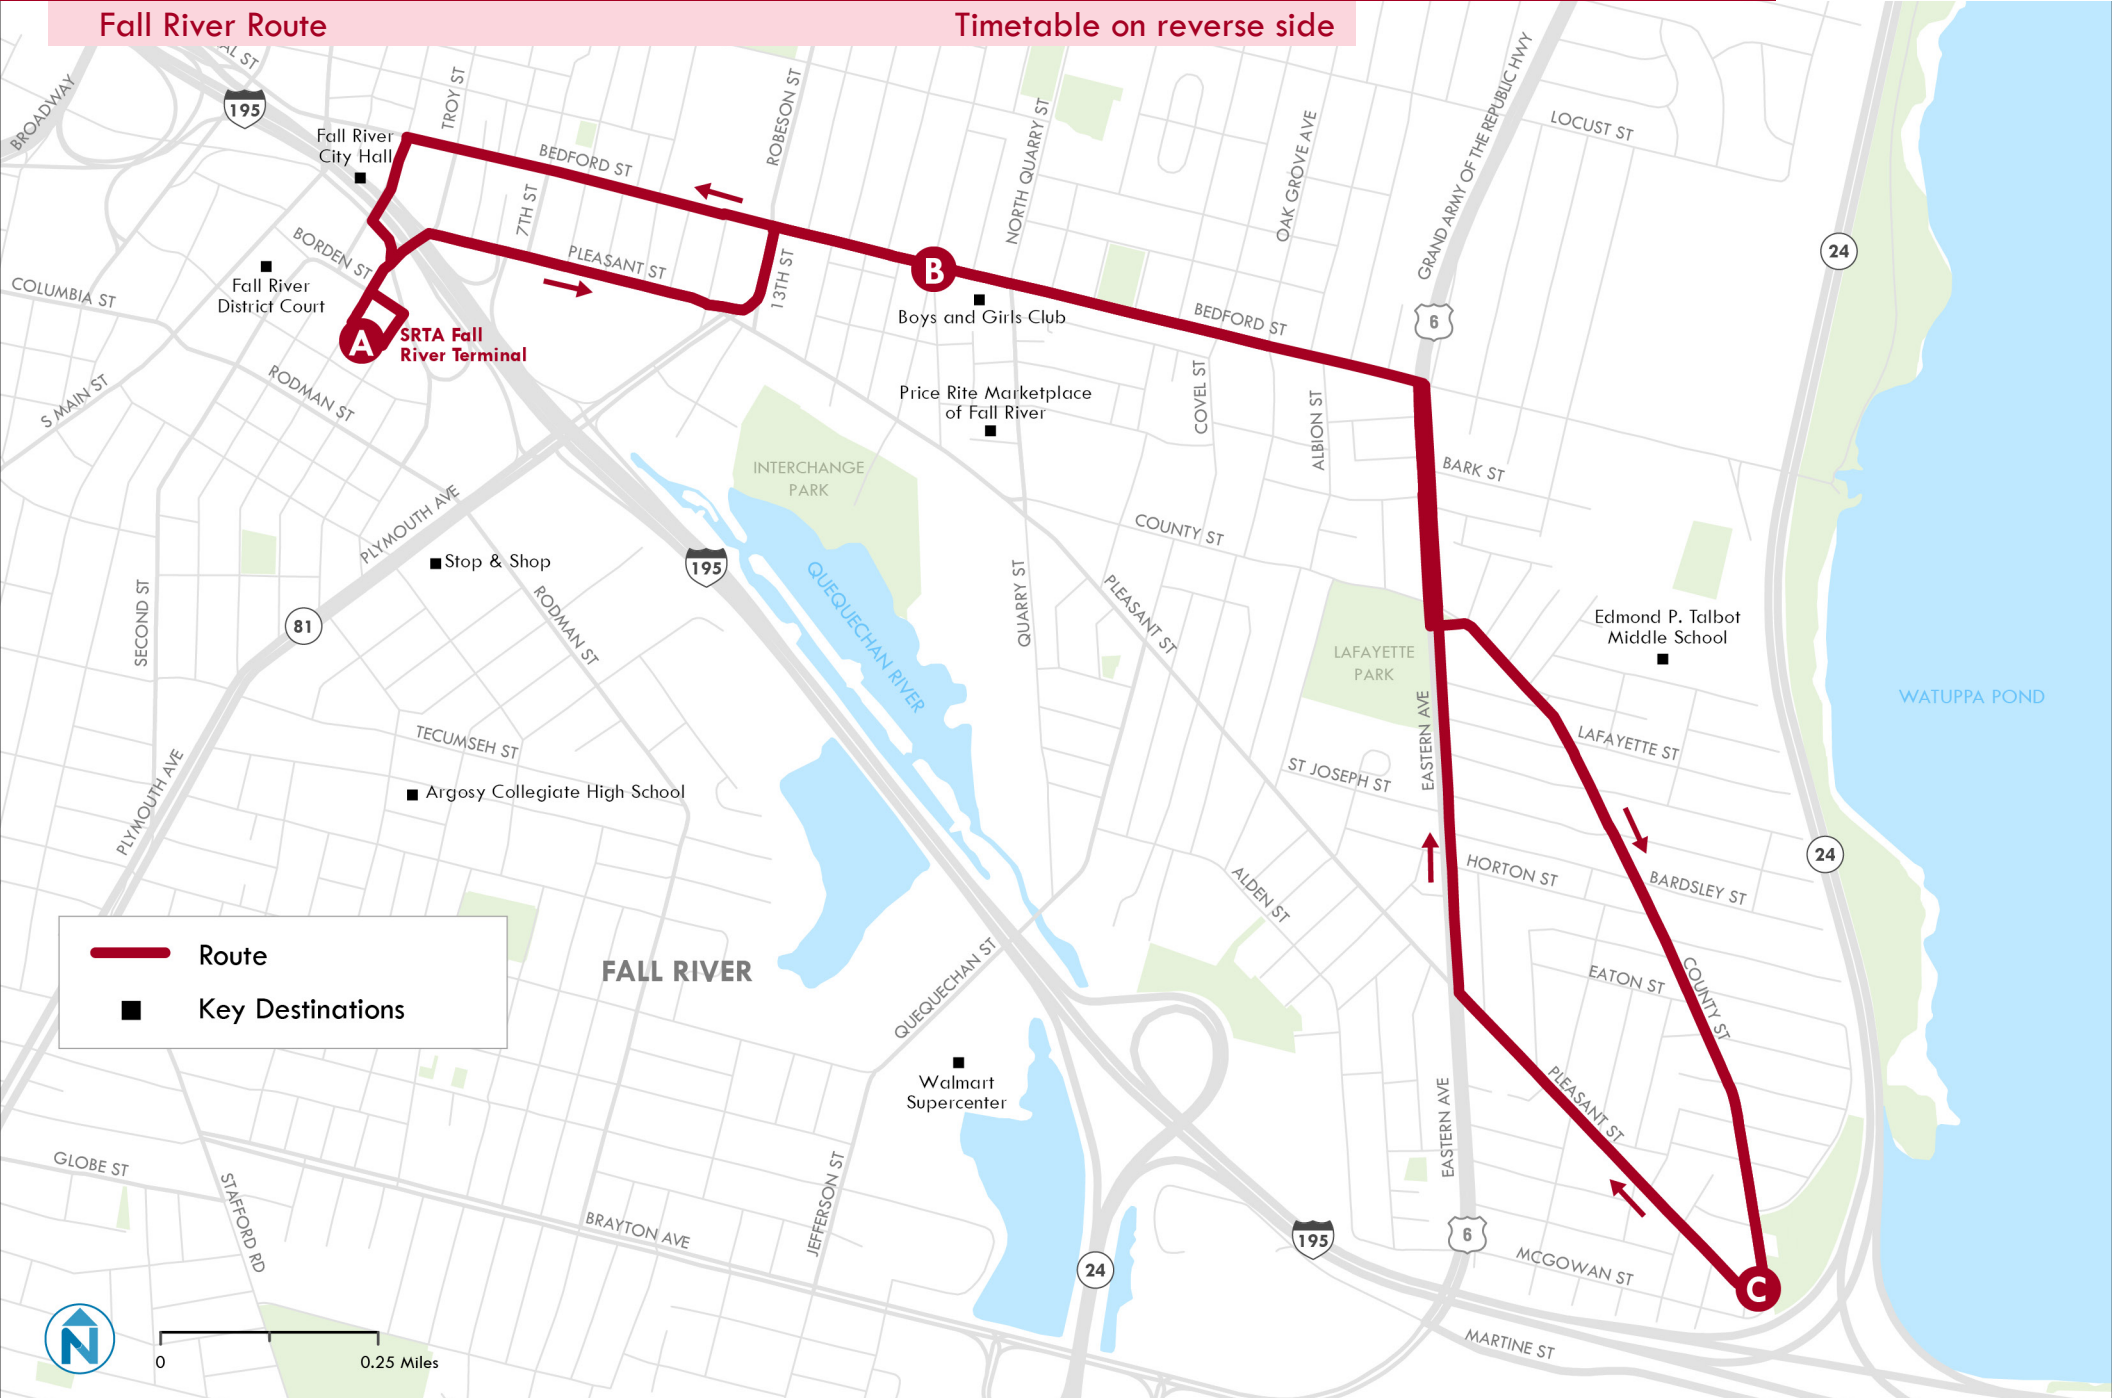 Fall River Route
Timetable on reverse side
AL ST
BROADWAY
195
Fall River
City Hall
TROY ST
BEDFORD ST
ROBESON ST
7TH ST
NORTH QUARRY ST
OAK GROVE AVE
GRAND ARMY OF THE REPUBLIC HWY
LOCUST ST
24
BORDEN ST
PLEASANT ST
13TH ST
B
Boys and Girls Club
BEDFORD ST
6
COLUMBIA ST
Fall River
District Court
A
SRTA Fall
River Terminal
S MAIN ST
RODMAN ST
Price Rite Marketplace
of Fall River
COVEL ST
ALBION ST
BARK ST
INTERCHANGE
PARK
PLYMOUTH AVE
COUNTY ST
Stop & Shop
195
QUEQUECHAN RIVER
QUARRY ST
PLEASANT ST
SECOND ST
81
RODMAN ST
LAFAYETTE
PARK
Edmond P. Talbot
Middle School
WATUPPA POND
EASTERN AVE
LAFAYETTE ST
TECUMSEH ST
ST JOSEPH ST
PLYMOUTH AVE
Argosy Collegiate High School
HORTON ST
BARDSLEY ST
24
ALDEN ST
Route
Key Destinations
FALL RIVER
QUEQUECHAN ST
EATON ST
COUNTY ST
Walmart
Supercenter
PLEASANT ST
EASTERN AVE
GLOBE ST
STAFFORD RD
BRAYTON AVE
JEFFERSON ST
195
6
MCGOWAN ST
C
24
MARTINE ST
N
0
0.25 Miles